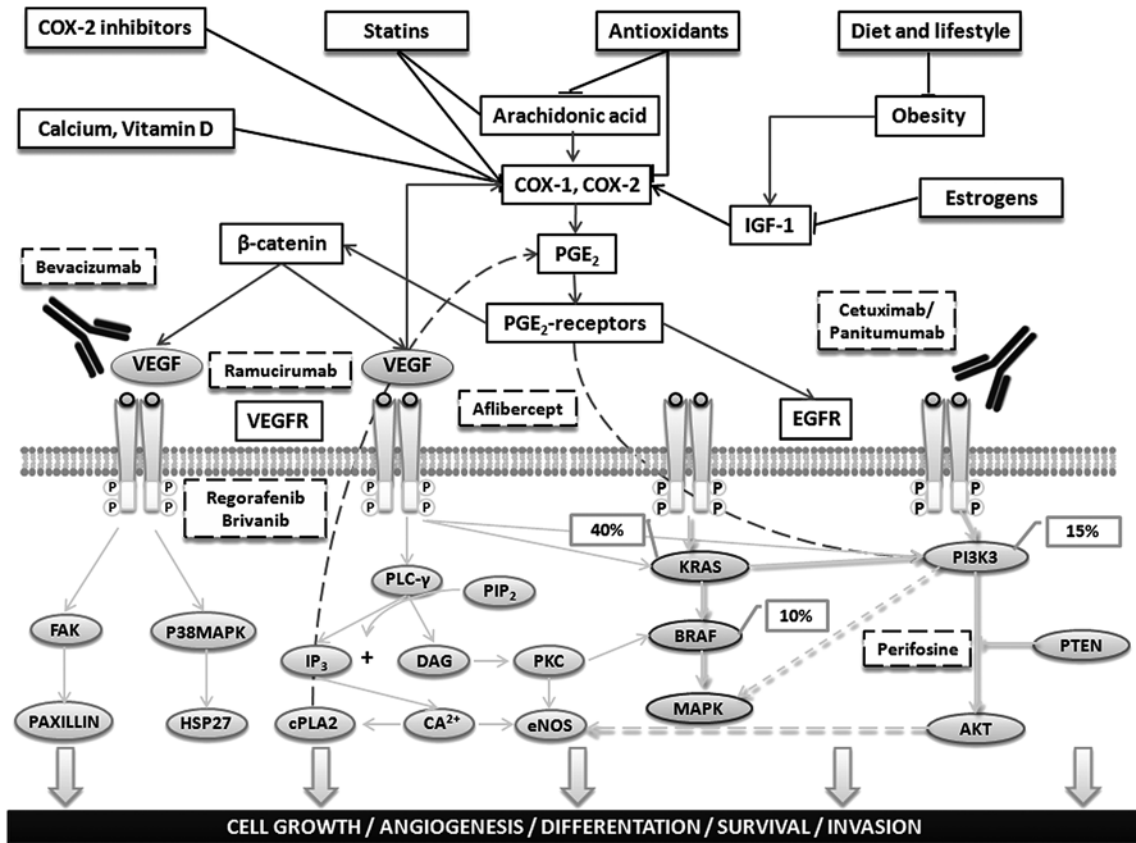 COX-2 inhibitors
Statins
Antioxidants
Diet and lifestyle
Calcium, Vitamin D
Arachidonic acid
Obesity
COX-1, COX-2
Estrogens
IGF-1
β-catenin
PGE₂
Bevacizumab
PGE₂-receptors
Cetuximab/
Panitumumab
VEGF
Ramucirumab
VEGF
Aflibercept
VEGFR
EGFR
P P P P P P P P
P P P P P P P P
Regorafenib
Brivanib
40%
15%
KRAS
PI3K3
PLC-γ
PIP₂
FAK
P38MAPK
BRAF
10%
IP₃ + DAG
PKC
Perifosine
PTEN
PAXILLIN
HSP27
cPLA2
CA²⁺
eNOS
MAPK
AKT
CELL GROWTH / ANGIOGENESIS / DIFFERENTATION / SURVIVAL / INVASION